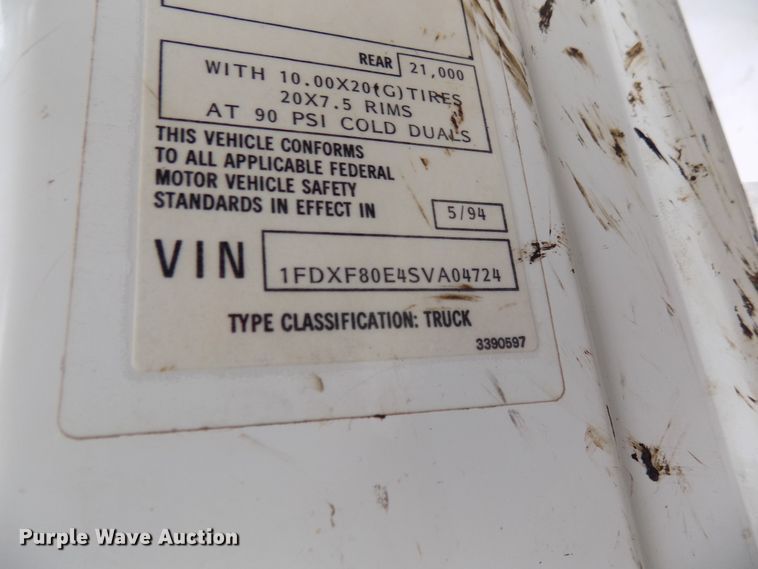 REAR 21,000
WITH 10.00X20(G)TIRES
20X7.5 RIMS
AT 90 PSI COLD DUALS
THIS VEHICLE CONFORMS
TO ALL APPLICABLE FEDERAL
MOTOR VEHICLE SAFETY
STANDARDS IN EFFECT IN 5/94
VIN 1FDXF80E4SVA04724
TYPE CLASSIFICATION: TRUCK
3390597
Purple Wave Auction